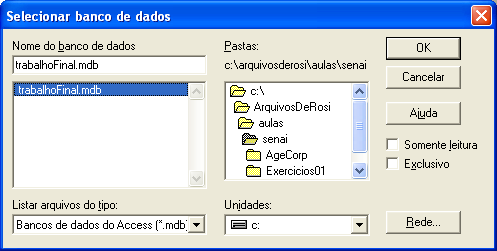 Selecionar banco de dados
Nome do banco de dados
trabalhoFinal.mdb
trabalhoFinal.mdb
Listar arquivos do tipo:
Bancos de dados do Access (*.mdb)
Pastas:
c:\arquivosderosi\aulas\senai
c:\
ArquivosDeRosi
aulas
senai
AgeCorp
Exercicios01
Unidades:
c:
OK
Cancelar
Ajuda
Somente leitura
Exclusivo
Rede...